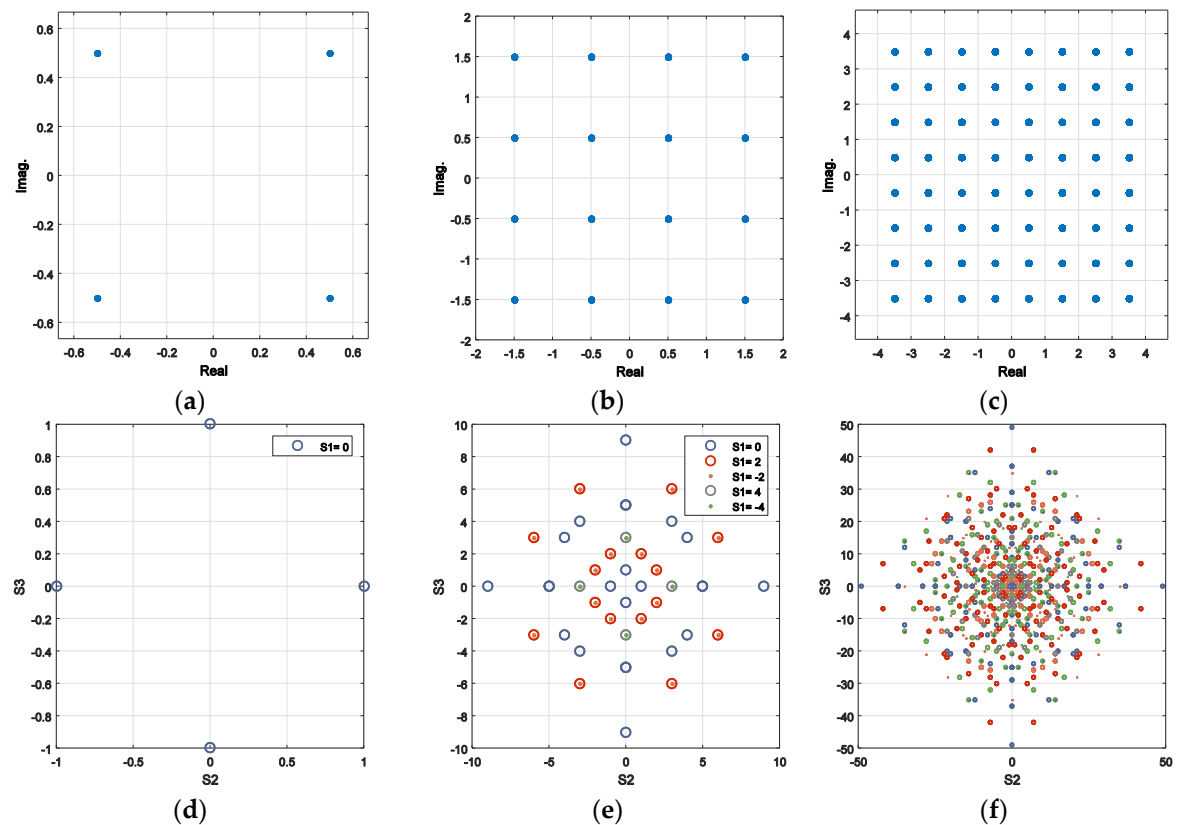 0.6
0.4
0.2
0
-0.2
-0.4
-0.6
Imag.
-0.6 -0.4 -0.2 0 0.2 0.4 0.6
Real
(a)
2
1.5
1
0.5
0
-0.5
-1
-1.5
-2
Imag.
-2 -1.5 -1 -0.5 0 0.5 1 1.5 2
Real
(b)
4
3
2
1
0
-1
-2
-3
-4
Imag.
-4 -3 -2 -1 0 1 2 3 4
Real
(c)
1
0.8
0.6
0.4
0.2
0
-0.2
-0.4
-0.6
-0.8
-1
S3
S1= 0
-1 -0.5 0 0.5 1
S2
(d)
10
8
6
4
2
0
-2
-4
-6
-8
-10
S3
S1= 0
S1= 2
S1= -2
S1= 4
S1= -4
-10 -5 0 5 10
S2
(e)
50
40
30
20
10
0
-10
-20
-30
-40
-50
S3
-50 0 50
S2
(f)